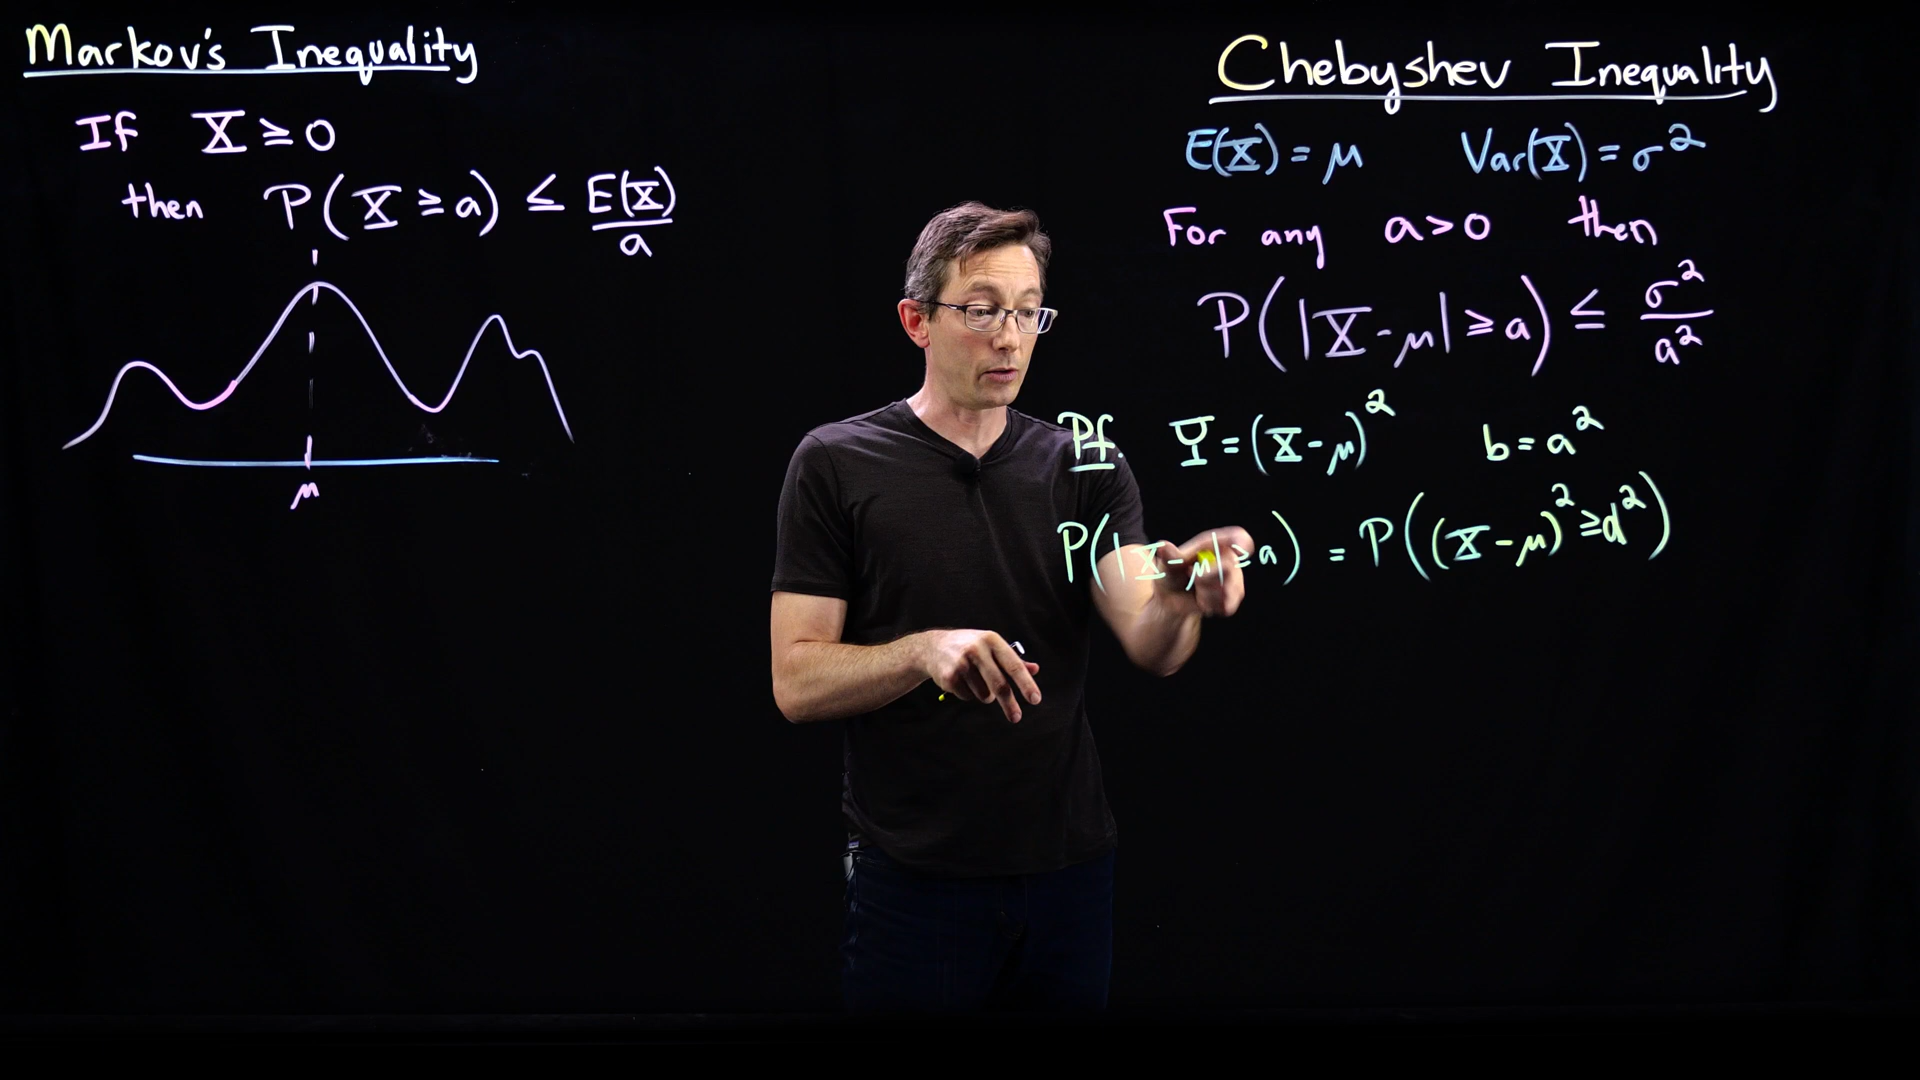 Markov's Inequality
If X ≥ 0
then P(X ≥ a) ≤ E(X)/a
μ
Chebyshev Inequality
E(X) = μ Var(X) = σ²
For any a > 0 then
P(|X-μ| ≥ a) ≤ σ²/a²
Pf. Y = (X-μ)² b = a²
P(|X-μ| ≥ a) = P((X-μ)² ≥ a²)